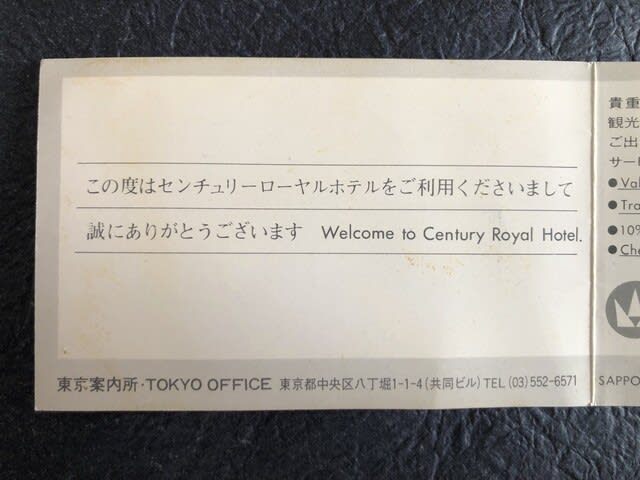 この度はセンチュリーローヤルホテルをご利用くださいまして
誠にありがとうございます Welcome to Century Royal Hotel.
東京案内所・TOKYO OFFICE 東京都中央区八丁堀1-1-4(共同ビル) TEL (03) 552-6571
貴重
観光
ご出
サー
●Val
●Tra
●10%
●Che
SAPPO